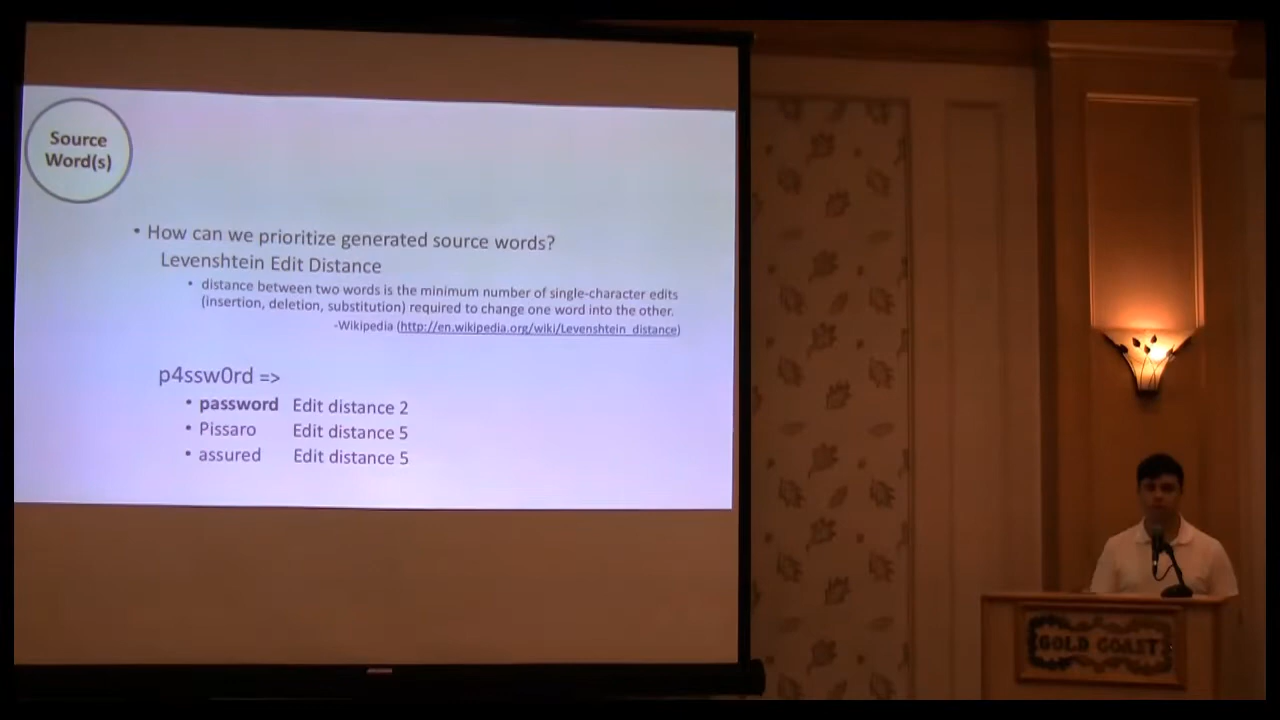 Source
Word(s)
• How can we prioritize generated source words?
Levenshtein Edit Distance
• distance between two words is the minimum number of single-character edits
(insertion, deletion, substitution) required to change one word into the other.
-Wikipedia (http://en.wikipedia.org/wiki/Levenshtein_distance)
p4ssw0rd =>
• password Edit distance 2
• Pissaro Edit distance 5
• assured Edit distance 5
GOLD COAST